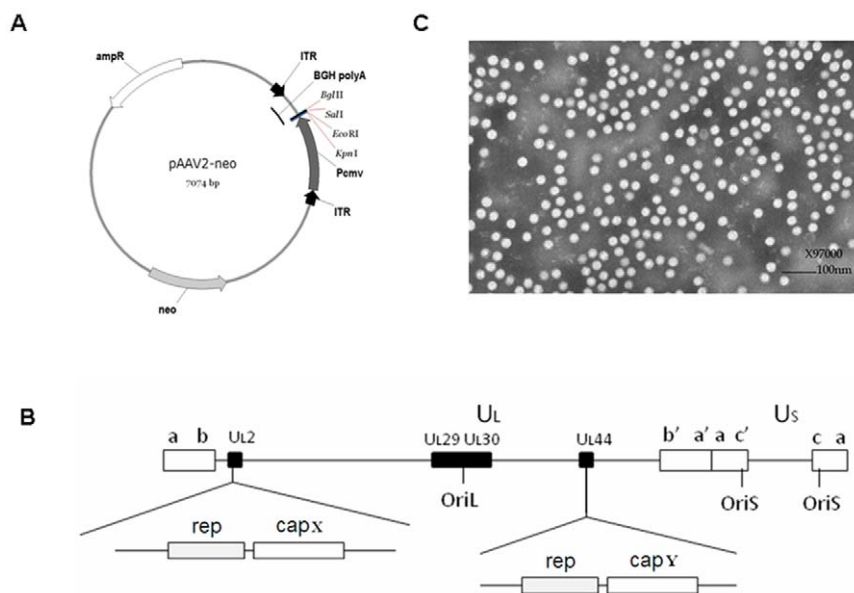 A
ampR
ITR
BGH polyA
BglII
SalI
EcoRI
KpnI
Pcmv
ITR
pAAV2-neo
7074 bp
neo
C
X97000
100nm
B
UL
US
a b UL2 UL29 UL30 UL44 b' a' a c' c a
OriL OriS OriS
rep capX
rep capY